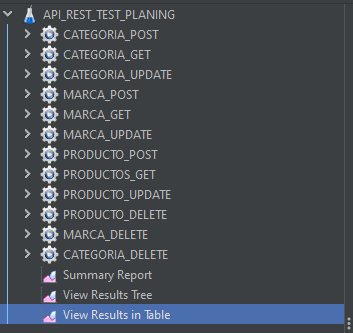 API_REST_TEST_PLANING
CATEGORIA_POST
CATEGORIA_GET
CATEGORIA_UPDATE
MARCA_POST
MARCA_GET
MARCA_UPDATE
PRODUCTO_POST
PRODUCTOS_GET
PRODUCTO_UPDATE
PRODUCTO_DELETE
MARCA_DELETE
CATEGORIA_DELETE
Summary Report
View Results Tree
View Results in Table